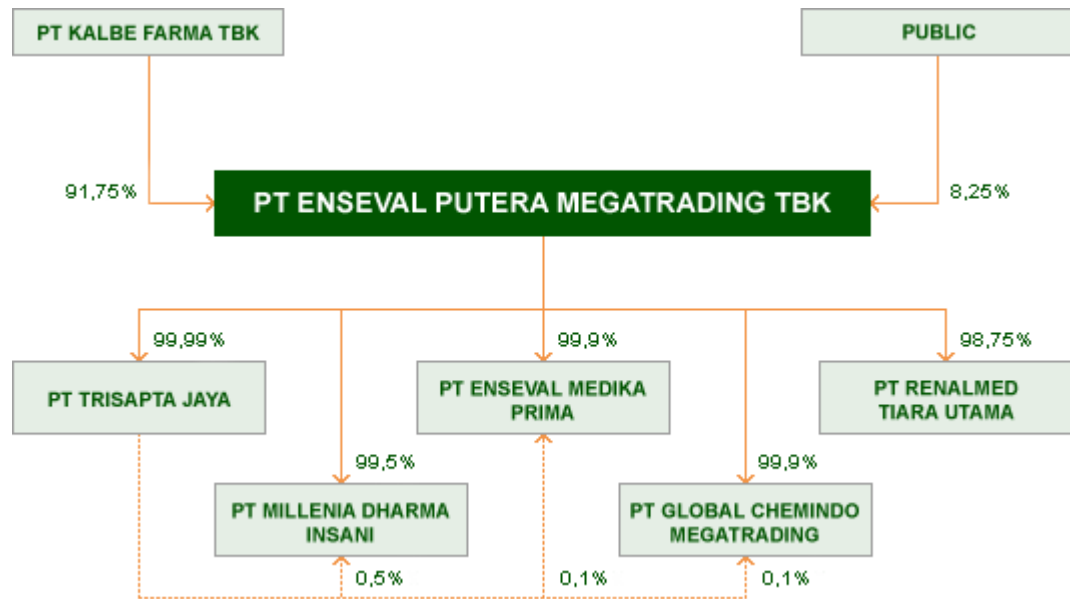 PT KALBE FARMA TBK
PUBLIC
91,75%
PT ENSEVAL PUTERA MEGATRADING TBK
8,25%
99,99%
99,9%
98,75%
PT TRISAPTA JAYA
PT ENSEVAL MEDIKA
PRIMA
PT RENALMED
TIARA UTAMA
99,5%
99,9%
PT MILLENIA DHARMA
INSANI
PT GLOBAL CHEMINDO
MEGATRADING
0,5%
0,1%
0,1%